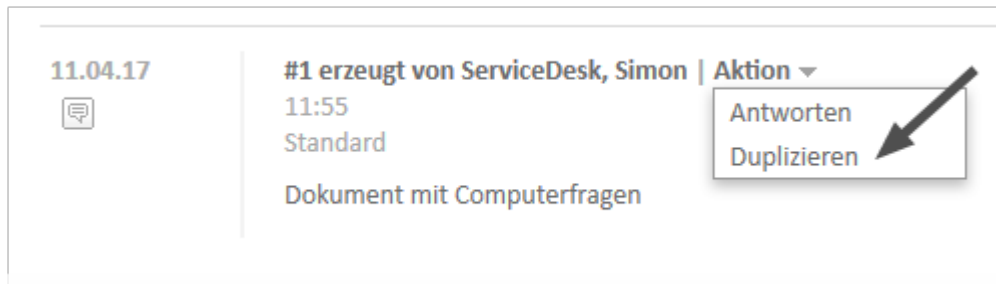 11.04.17
#1 erzeugt von ServiceDesk, Simon | Aktion
11:55
Standard
Dokument mit Computerfragen
Antworten
Duplizieren